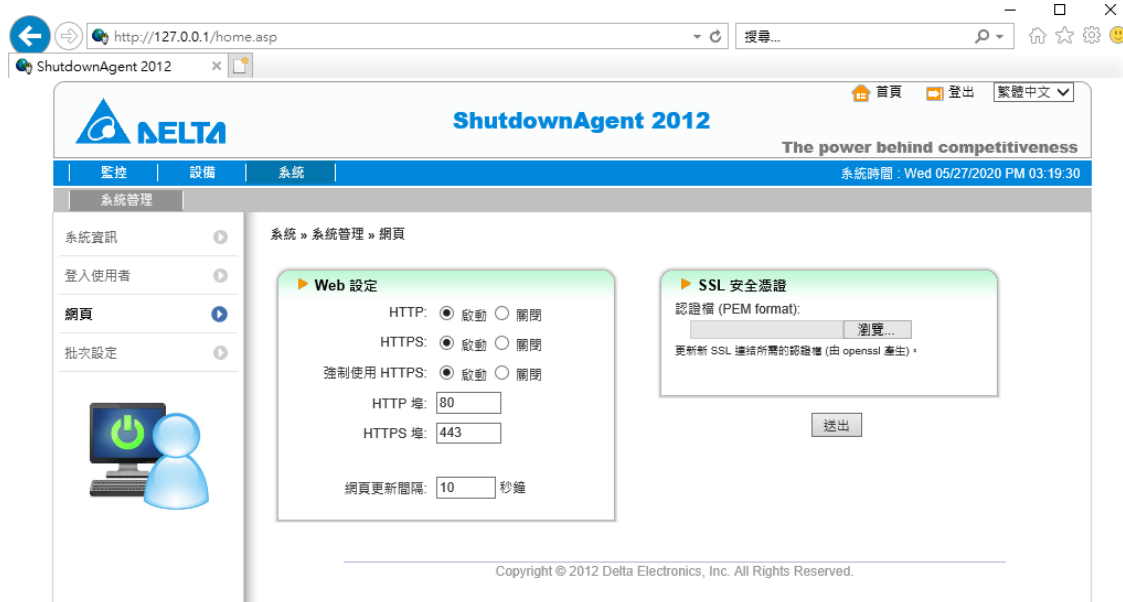 http://127.0.0.1/home.asp
搜尋...
ShutdownAgent 2012
首頁 登出 繁體中文
DELTA
ShutdownAgent 2012
The power behind competitiveness
監控 設備 系統 系統時間 : Wed 05/27/2020 PM 03:19:30
系統管理
系統資訊
登入使用者
網頁
批次設定
系統 » 系統管理 » 網頁
Web 設定
HTTP: 啟動 關閉
HTTPS: 啟動 關閉
強制使用 HTTPS: 啟動 關閉
HTTP 埠: 80
HTTPS 埠: 443
網頁更新間隔: 10 秒鐘
SSL 安全憑證
認證檔 (PEM format):
瀏覽...
更新新 SSL 連結所需的認證檔 (由 openssl 產生)。
送出
Copyright © 2012 Delta Electronics, Inc. All Rights Reserved.